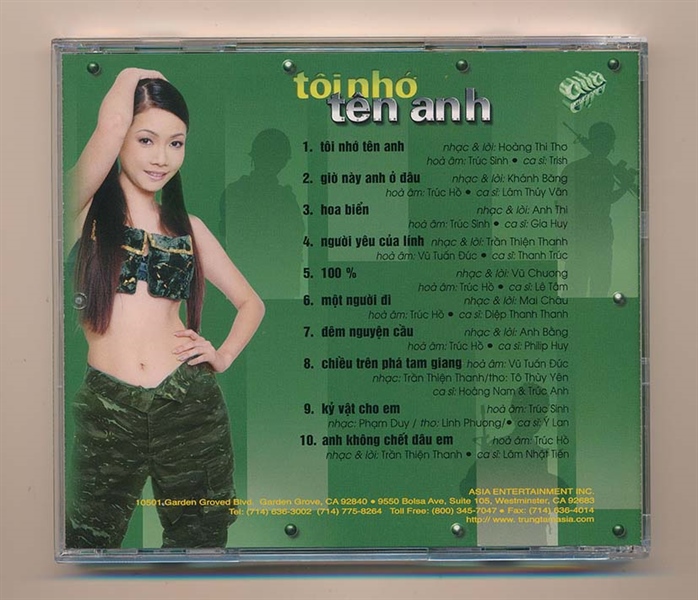 tôi nhớ
tên anh
1. tôi nhớ tên anh nhạc & lời: Hoàng Thi Thơ
hoà âm: Trúc Sinh • ca sĩ: Trish
2. giờ này anh ở đâu nhạc & lời: Khánh Băng
hoà âm: Trúc Hồ • ca sĩ: Lâm Thúy Vân
3. hoa biển nhạc & lời: Anh Thi
hoà âm: Trúc Sinh • ca sĩ: Gia Huy
4. người yêu của lính nhạc & lời: Trần Thiện Thanh
hoà âm: Vũ Tuấn Đức • ca sĩ: Thanh Trúc
5. 100 % nhạc & lời: Vũ Chương
hoà âm: Trúc Hồ • ca sĩ: Lê Tâm
6. một người đi nhạc & lời: Mai Châu
hoà âm: Trúc Hồ • ca sĩ: Diệp Thanh Thanh
7. đêm nguyện cầu nhạc & lời: Anh Bằng
hoà âm: Trúc Hồ • ca sĩ: Philip Huy
8. chiều trên phá tam giang hoà âm: Vũ Tuấn Đức
nhạc: Trần Thiện Thanh/thơ: Tô Thùy Yên
ca sĩ: Hoàng Nam & Trúc Anh
9. kỷ vật cho em hoà âm: Trúc Sinh
nhạc: Phạm Duy / thơ: Linh Phương/• ca sĩ: Ý Lan
10. anh không chết đâu em hoà âm: Trúc Hồ
nhạc & lời: Trần Thiện Thanh • ca sĩ: Lâm Nhật Tiến
ASIA ENTERTAINMENT INC.
10501 Garden Groved Blvd. Garden Grove, CA 92840 • 9550 Bolsa Ave, Suite 105, Westminster, CA 92683
Tel: (714) 636-3002 (714) 775-8264 Toll Free: (800) 345-7047 • Fax: (714) 636-4014
http://www. trungtamasia.com